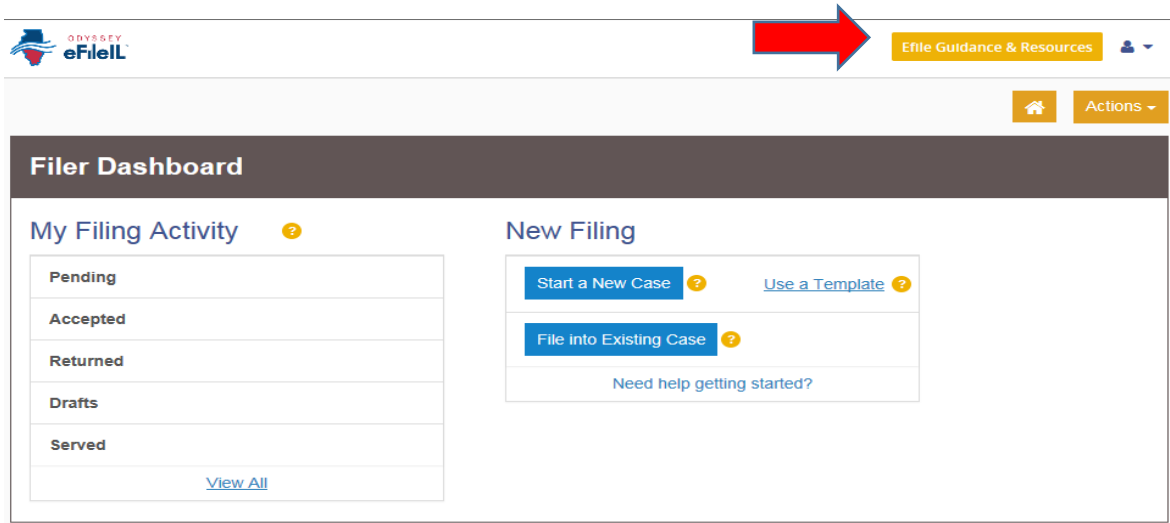 ODYSSEY
eFileIL
Efile Guidance & Resources
Actions
Filer Dashboard
My Filing Activity ?
Pending
Accepted
Returned
Drafts
Served
View All
New Filing
Start a New Case ? Use a Template ?
File into Existing Case ?
Need help getting started?